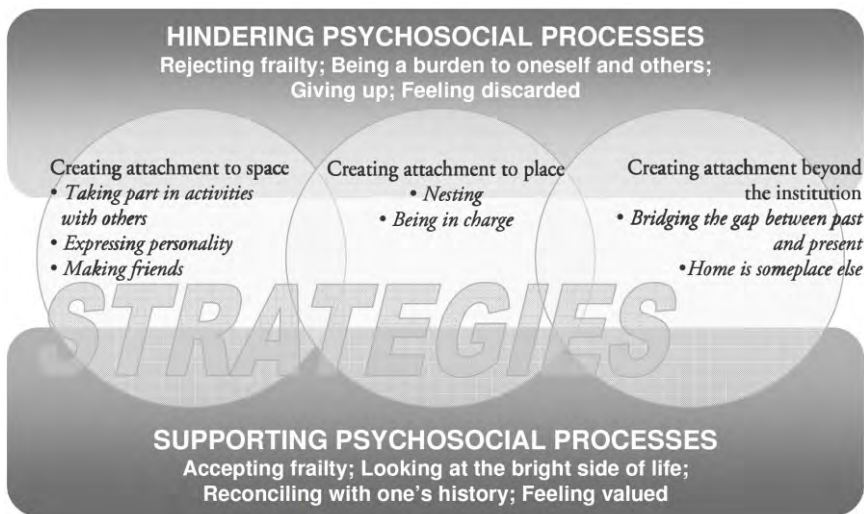 HINDERING PSYCHOSOCIAL PROCESSES
Rejecting frailty; Being a burden to oneself and others;
Giving up; Feeling discarded
Creating attachment to space
• Taking part in activities
with others
• Expressing personality
• Making friends
Creating attachment to place
• Nesting
• Being in charge
Creating attachment beyond
the institution
• Bridging the gap between past
and present
•Home is someplace else
STRATEGIES
SUPPORTING PSYCHOSOCIAL PROCESSES
Accepting frailty; Looking at the bright side of life;
Reconciling with one's history; Feeling valued